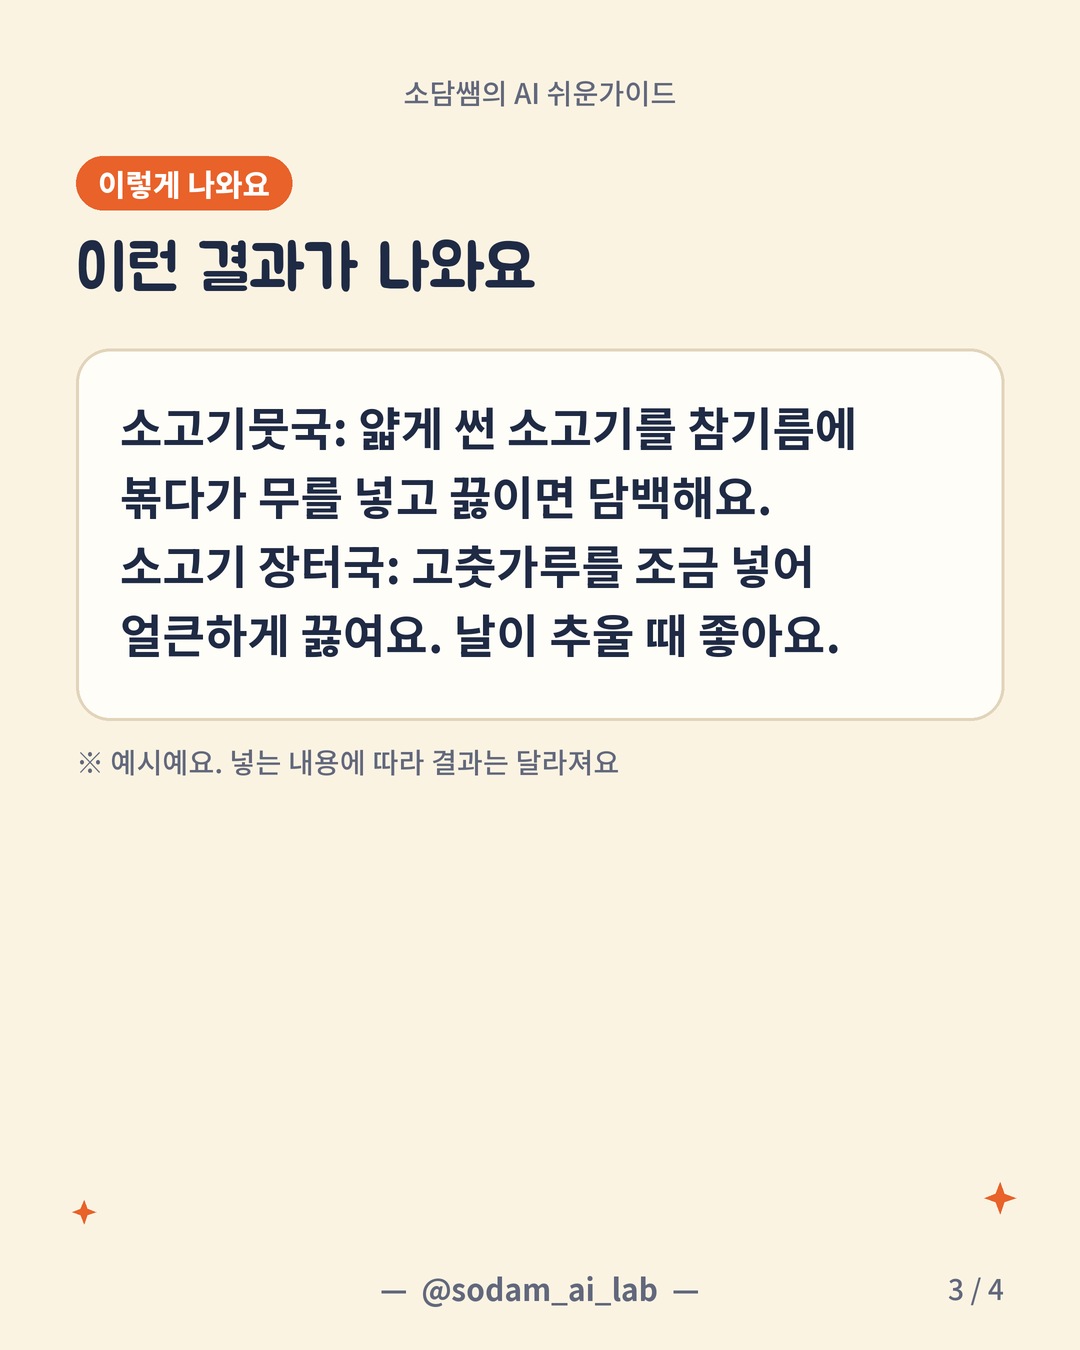 소담쌤의 AI 쉬운가이드
이렇게 나와요
이런 결과가 나와요
소고기뭇국: 얇게 썬 소고기를 참기름에
볶다가 무를 넣고 끓이면 담백해요.
소고기 장터국: 고춧가루를 조금 넣어
얼큰하게 끓여요. 날이 추울 때 좋아요.
※ 예시예요. 넣는 내용에 따라 결과는 달라져요
— @sodam_ai_lab —
3 / 4